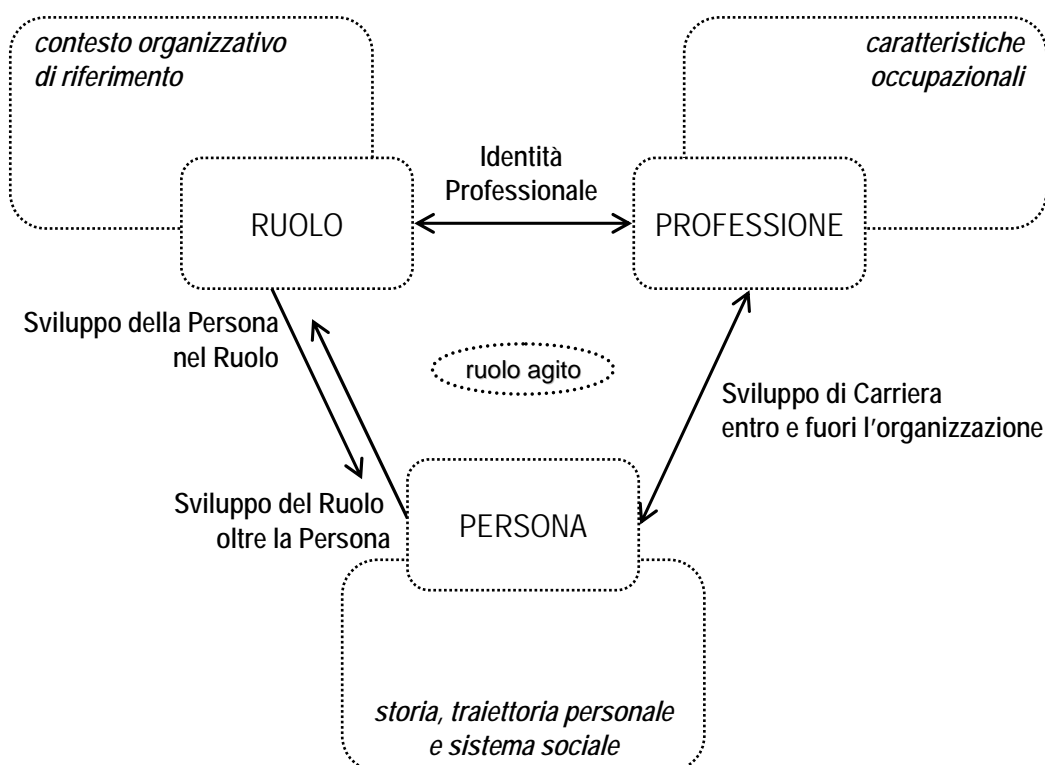 contesto organizzativo
di riferimento
caratteristiche
occupazionali
Identità
Professionale
RUOLO
PROFESSIONE
Sviluppo della Persona
nel Ruolo
ruolo agito
Sviluppo di Carriera
entro e fuori l'organizzazione
Sviluppo del Ruolo
oltre la Persona
PERSONA
storia, traiettoria personale
e sistema sociale